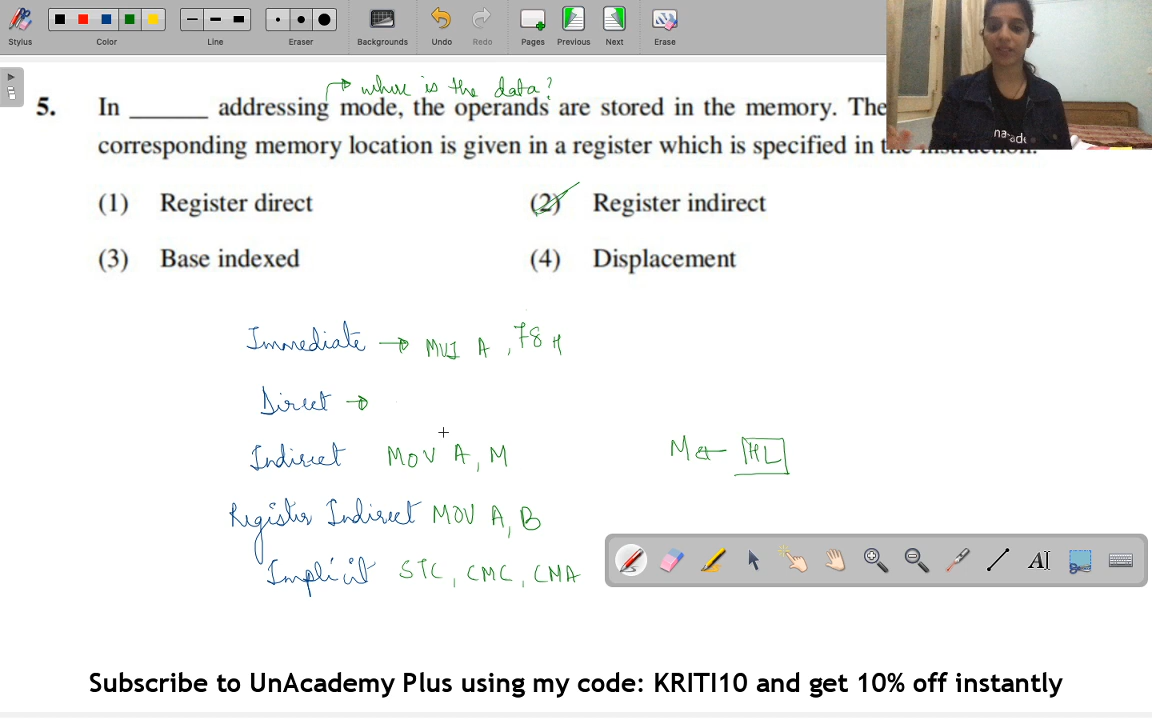 Stylus Color Line Eraser Backgrounds Undo Redo Pages Previous Next Erase
where is the data?
5. In ______ addressing mode, the operands are stored in the memory. The
corresponding memory location is given in a register which is specified in the instruction.
(1) Register direct (2) Register indirect
(3) Base indexed (4) Displacement
Immediate → MVI A, 78 H
Direct →
Indirect MOV A, M M ← HL
Register Indirect MOV A, B
Implicit STC, CMC, CMA
Subscribe to UnAcademy Plus using my code: KRITI10 and get 10% off instantly